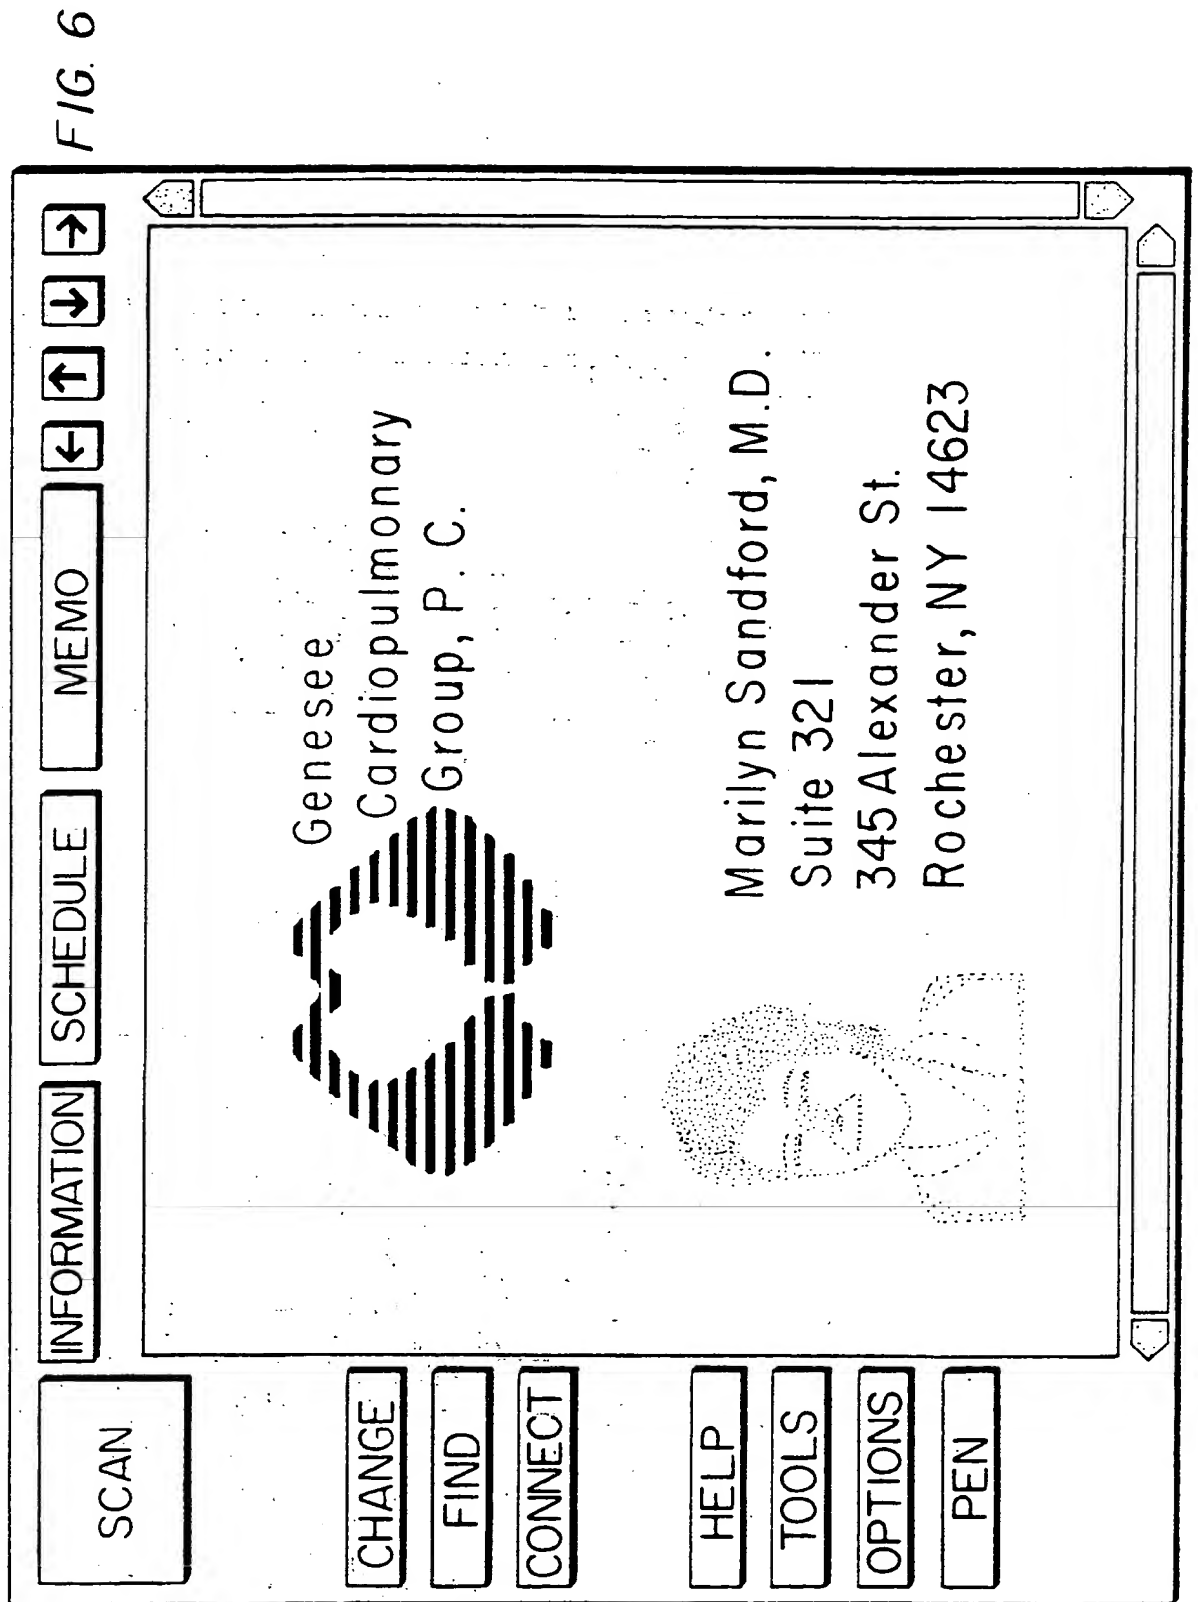 FIG. 6
SCAN
INFORMATION
SCHEDULE
MEMO
CHANGE
FIND
CONNECT
HELP
TOOLS
OPTIONS
PEN
Genesee
Cardiopulmonary
Group, P. C.
Marilyn Sandford, M.D.
Suite 321
345 Alexander St.
Rochester, NY 14623